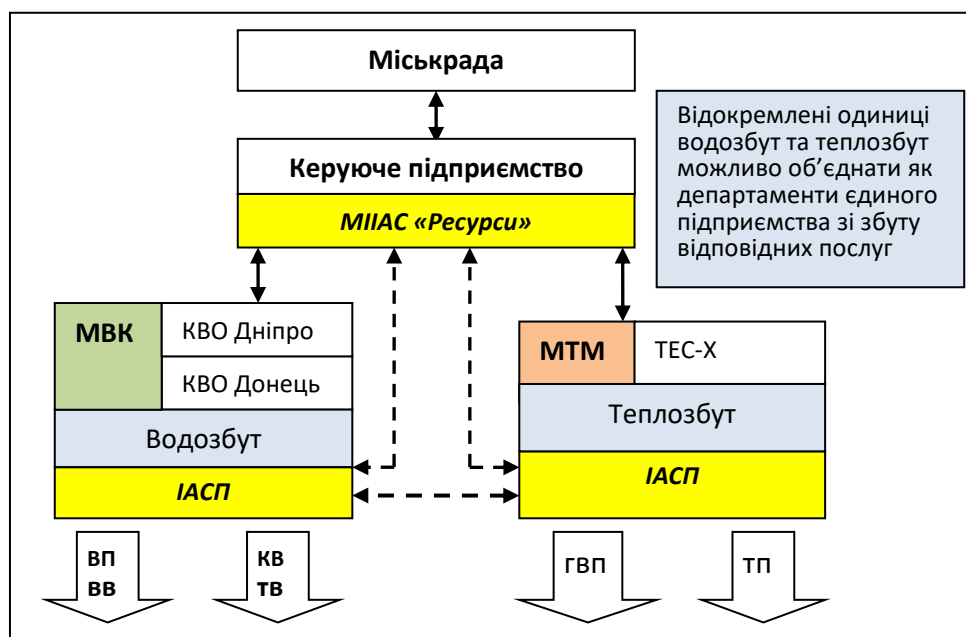 Міськрада
Керуюче підприємство
МІІАС «Ресурси»
Відокремлені одиниці
водозбут та теплозбут
можливо об’єднати як
департаменти єдиного
підприємства зі збуту
відповідних послуг
МВК
КВО Дніпро
КВО Донець
Водозбут
ІАСП
МТМ
ТЕС-Х
Теплозбут
ІАСП
ВП
ВВ
КВ
ТВ
ГВП
ТП